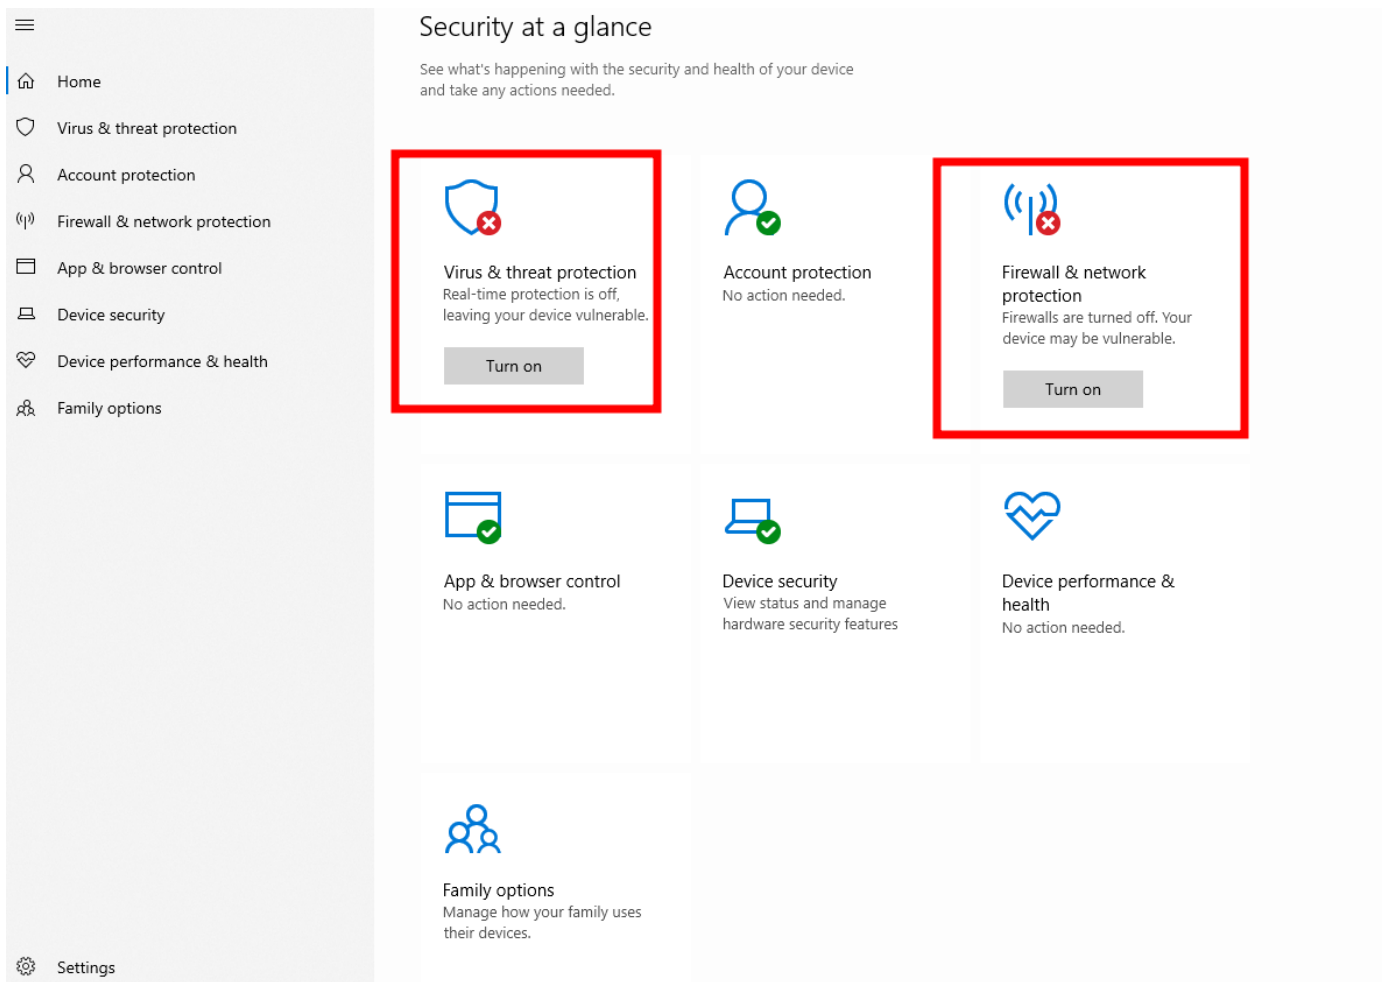 Security at a glance
See what's happening with the security and health of your device
and take any actions needed.
Home
Virus & threat protection
Account protection
Firewall & network protection
App & browser control
Device security
Device performance & health
Family options
Settings
Virus & threat protection
Real-time protection is off,
leaving your device vulnerable.
Turn on
Account protection
No action needed.
Firewall & network
protection
Firewalls are turned off. Your
device may be vulnerable.
Turn on
App & browser control
No action needed.
Device security
View status and manage
hardware security features
Device performance &
health
No action needed.
Family options
Manage how your family uses
their devices.